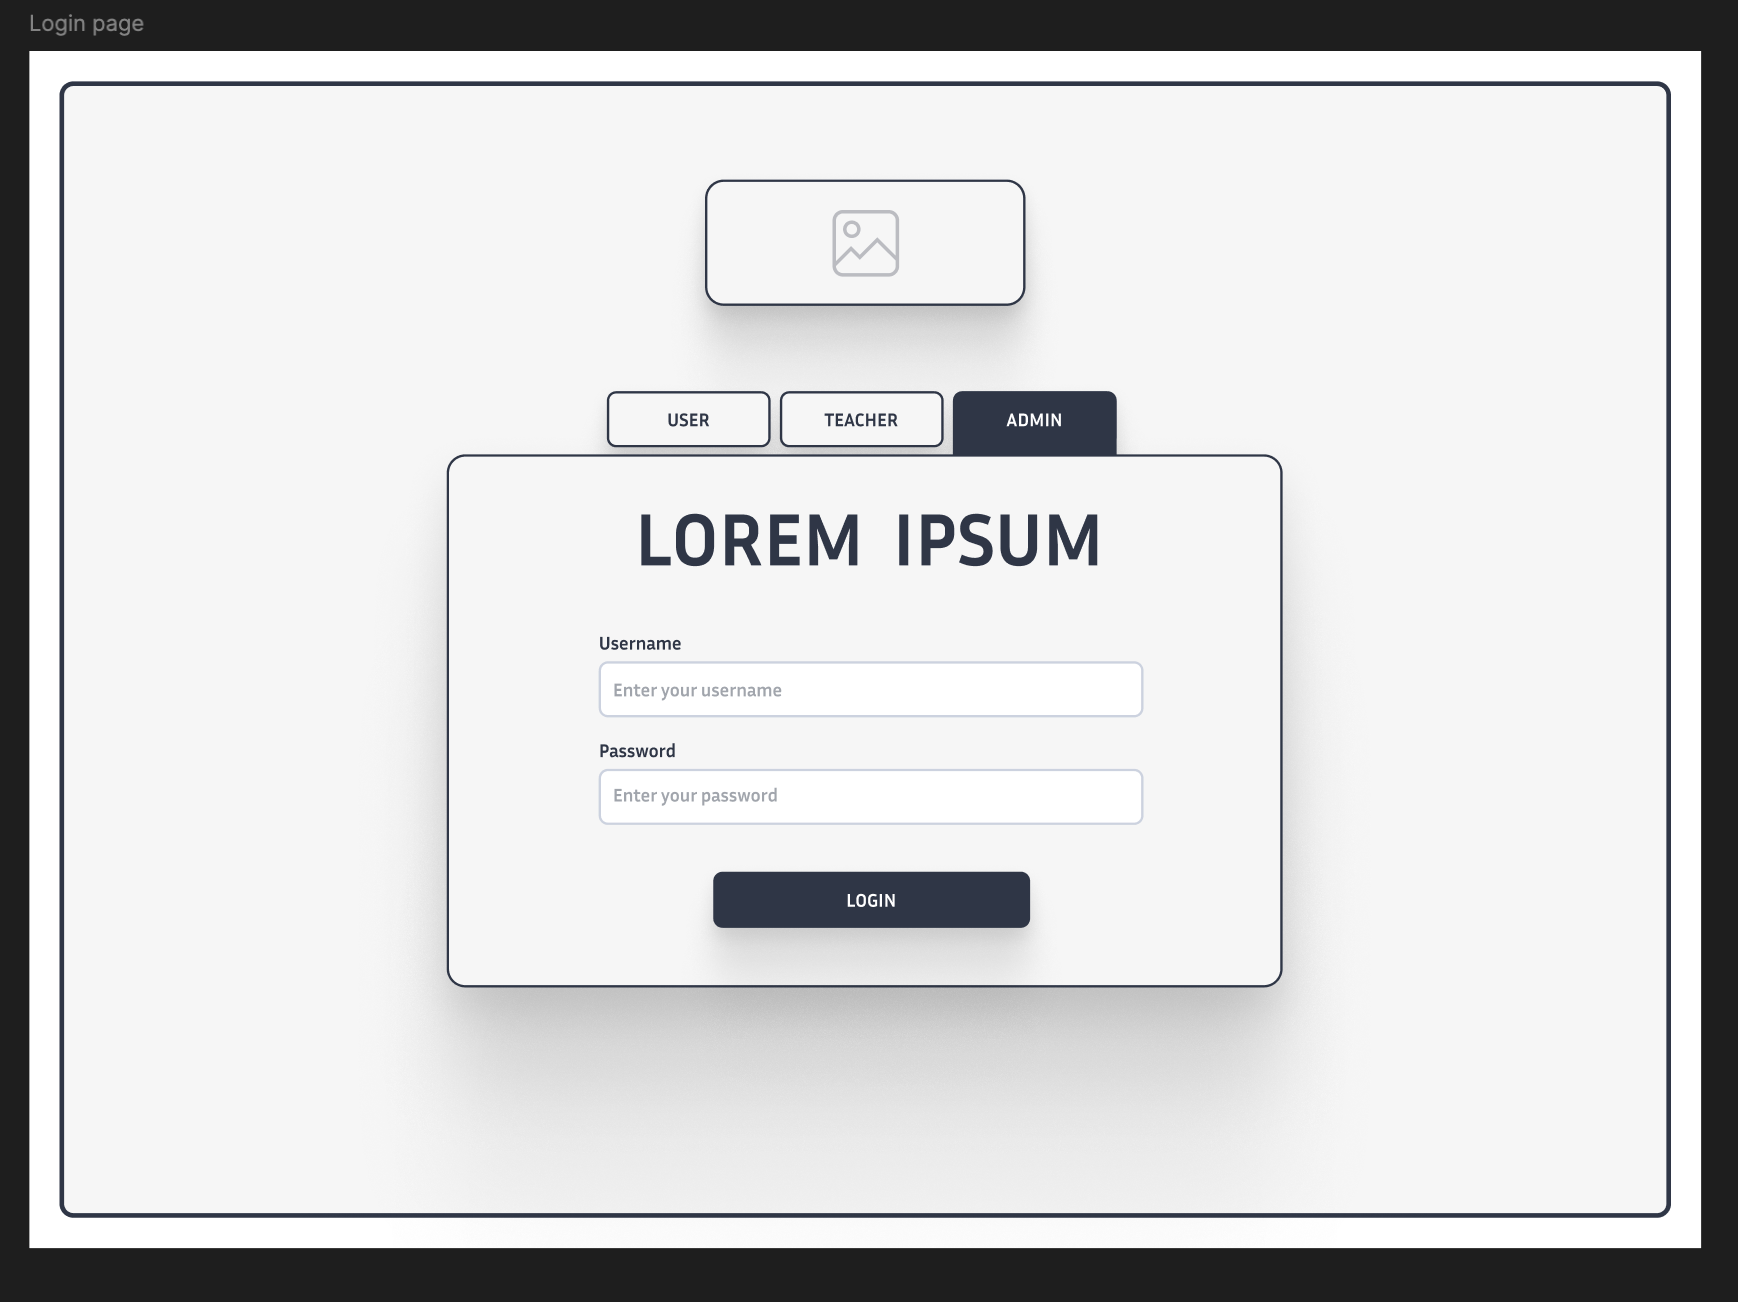 Login page
USER
TEACHER
ADMIN
LOREM IPSUM
Username
Enter your username
Password
Enter your password
LOGIN